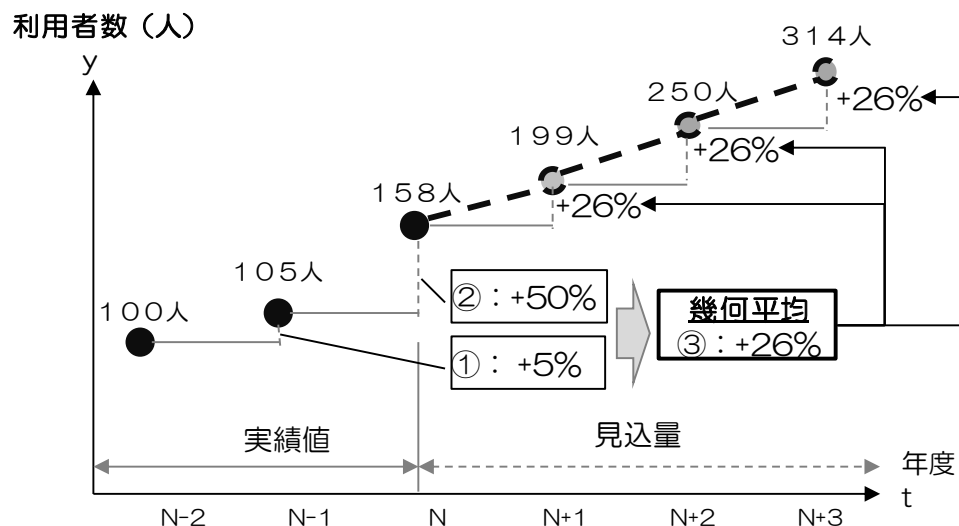 利用者数（人）
y
３１４人
+26%
２５０人
+26%
１９９人
+26%
１５８人
１０５人
１００人
②：+50%
①：+5%
幾何平均
③：+26%
実績値
見込量
年度
t
N-2
N-1
N
N+1
N+2
N+3